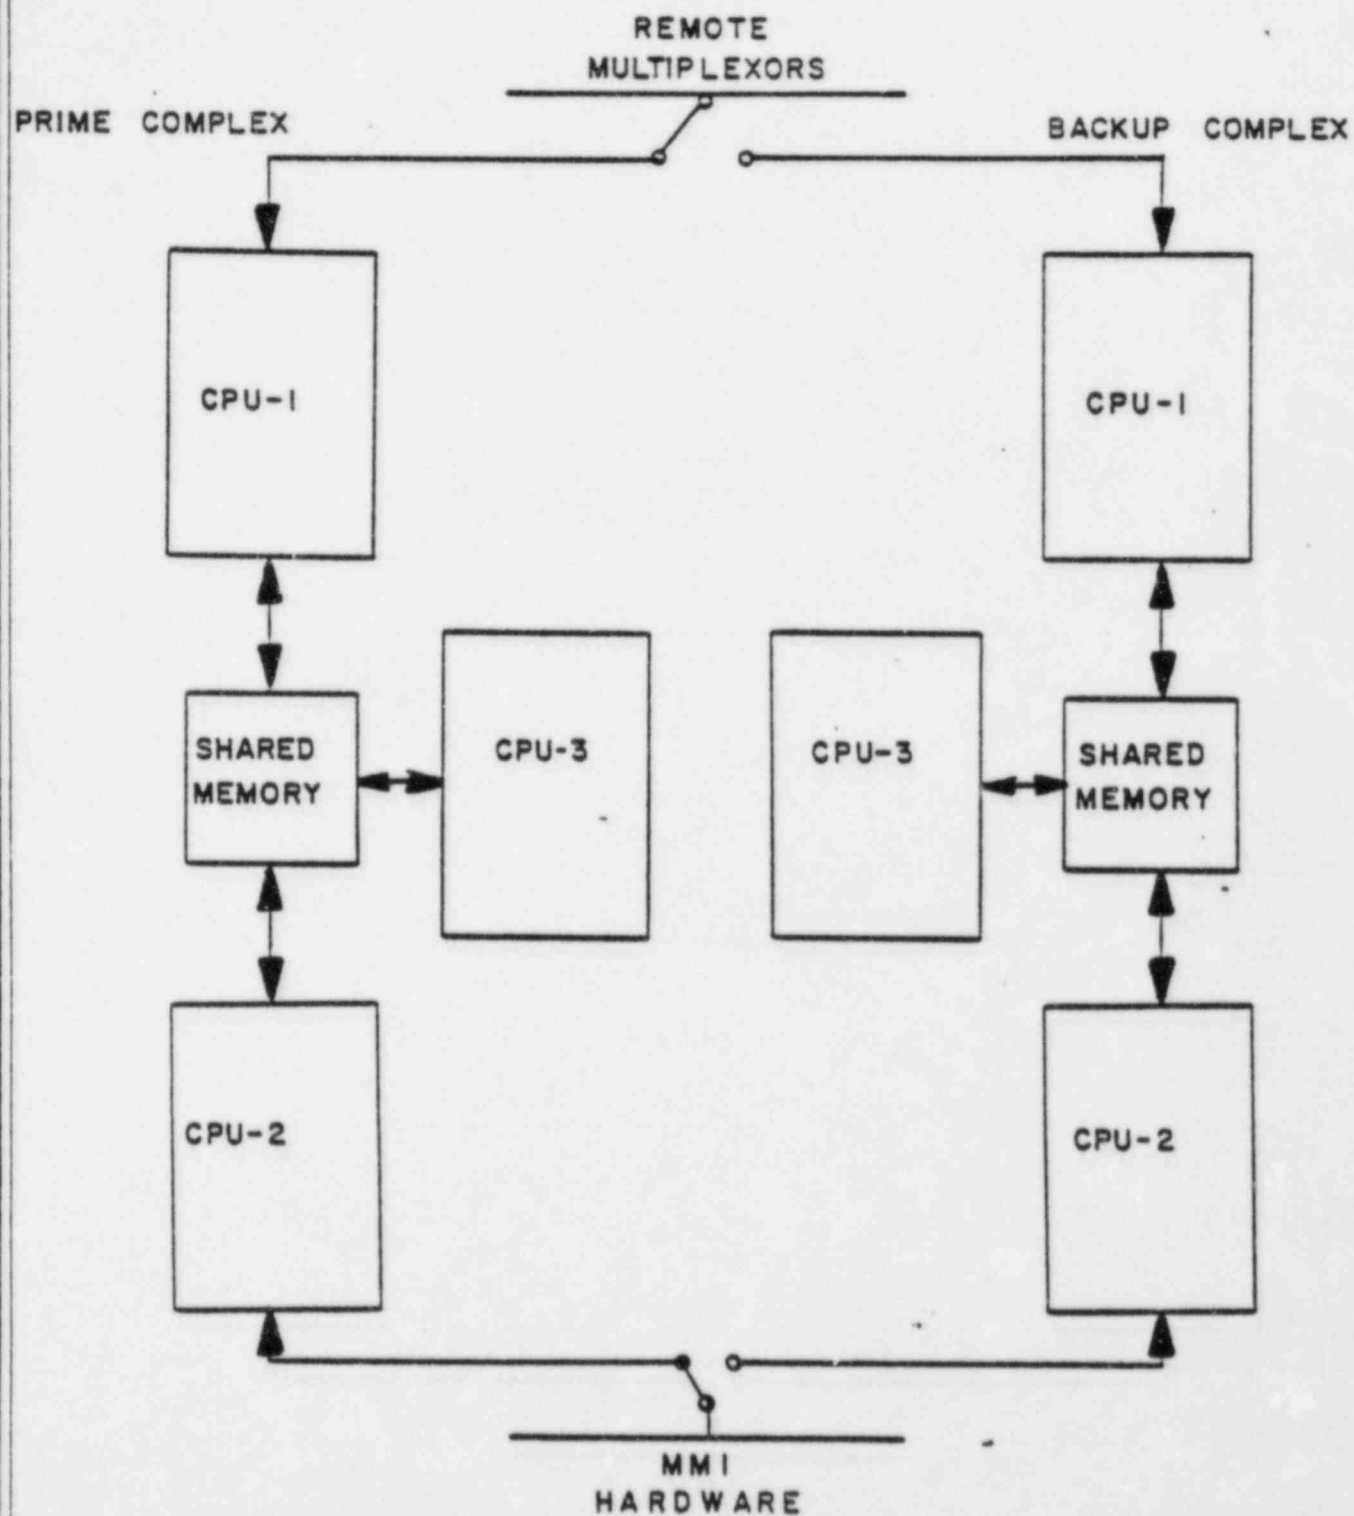 REMOTE
MULTIPLEXORS
PRIME COMPLEX
BACKUP COMPLEX
CPU-1
CPU-1
SHARED
MEMORY
CPU-3
CPU-3
SHARED
MEMORY
CPU-2
CPU-2
MMI
HARDWARE